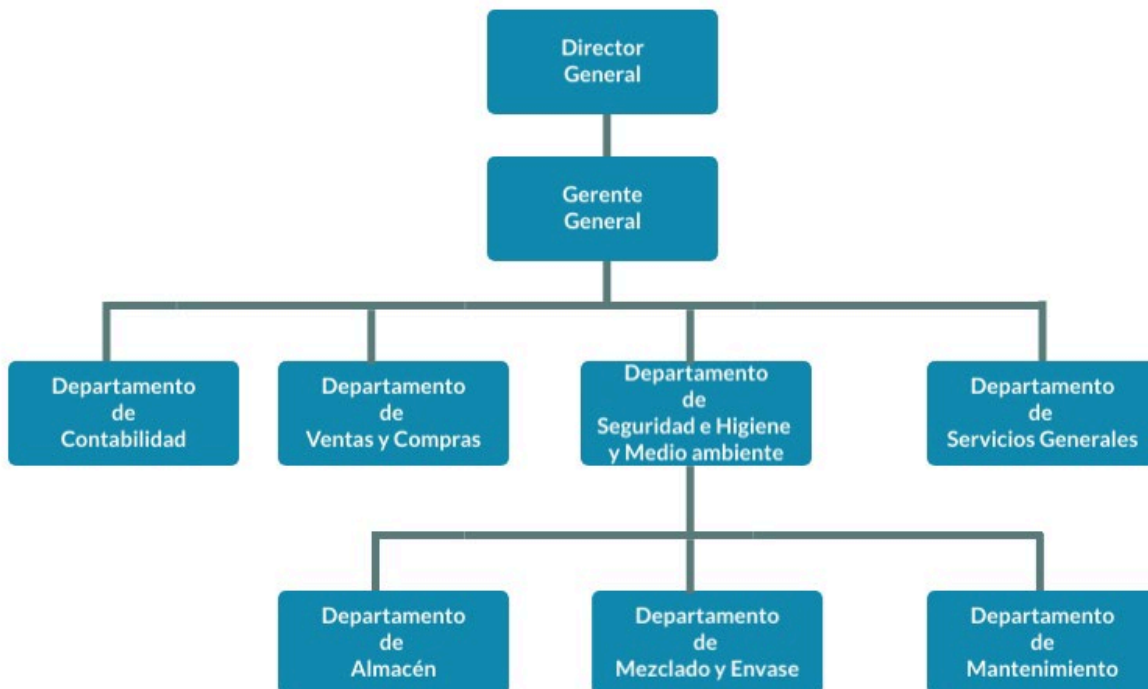 Director
General
Gerente
General
Departamento
de
Contabilidad
Departamento
de
Ventas y Compras
Departamento
de
Seguridad e Higiene
y Medio ambiente
Departamento
de
Servicios Generales
Departamento
de
Almacén
Departamento
de
Mezclado y Envase
Departamento
de
Mantenimiento